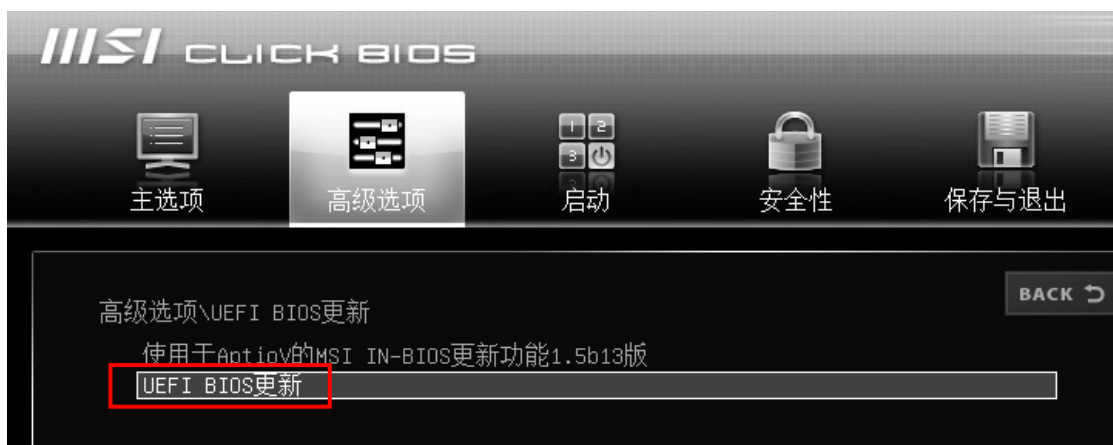 msi CLICK BIOS
1 2
3
主选项 高级选项 启动 安全性 保存与退出
BACK
高级选项\UEFI BIOS更新
使用于AptioV的MSI IN-BIOS更新功能1.5b13版
UEFI BIOS更新